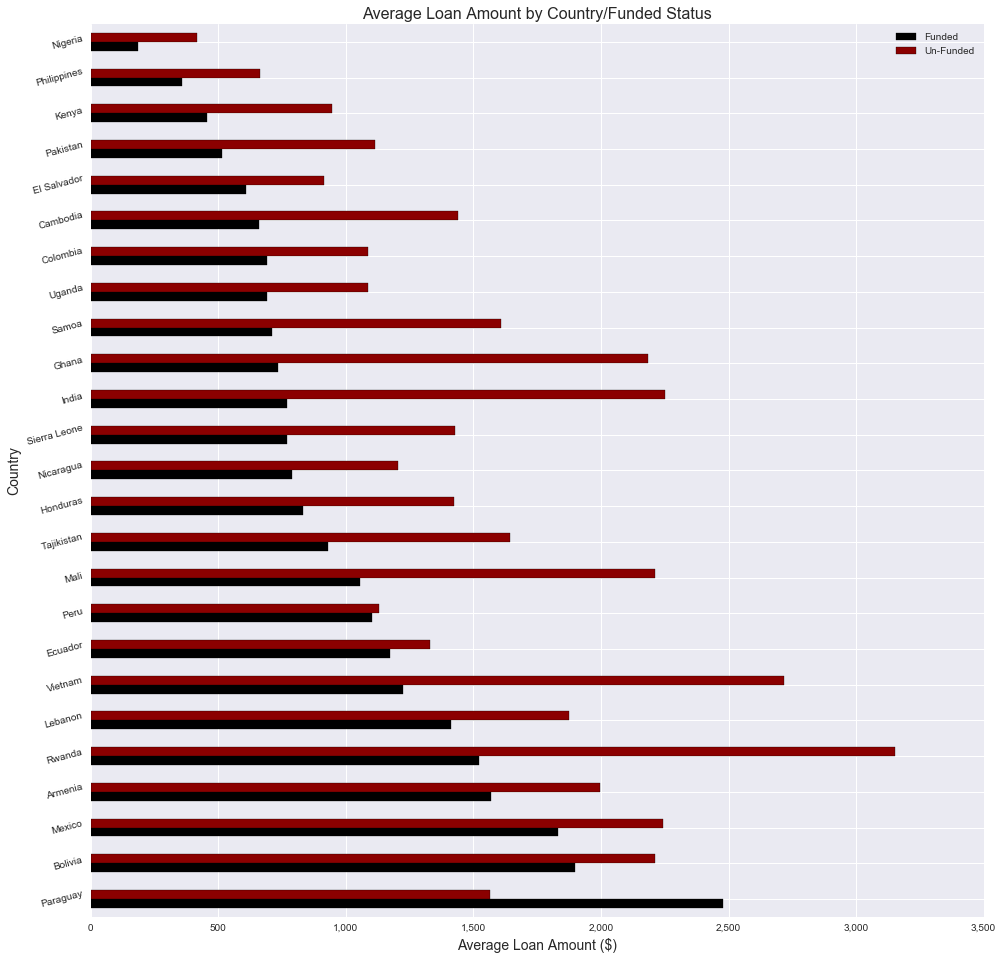 Average Loan Amount by Country/Funded Status
Funded
Un-Funded
Nigeria
Philippines
Kenya
Pakistan
El Salvador
Cambodia
Colombia
Uganda
Samoa
Ghana
India
Sierra Leone
Nicaragua
Honduras
Tajikistan
Mali
Peru
Ecuador
Vietnam
Lebanon
Rwanda
Armenia
Mexico
Bolivia
Paraguay
Country
0 500 1,000 1,500 2,000 2,500 3,000 3,500
Average Loan Amount ($)